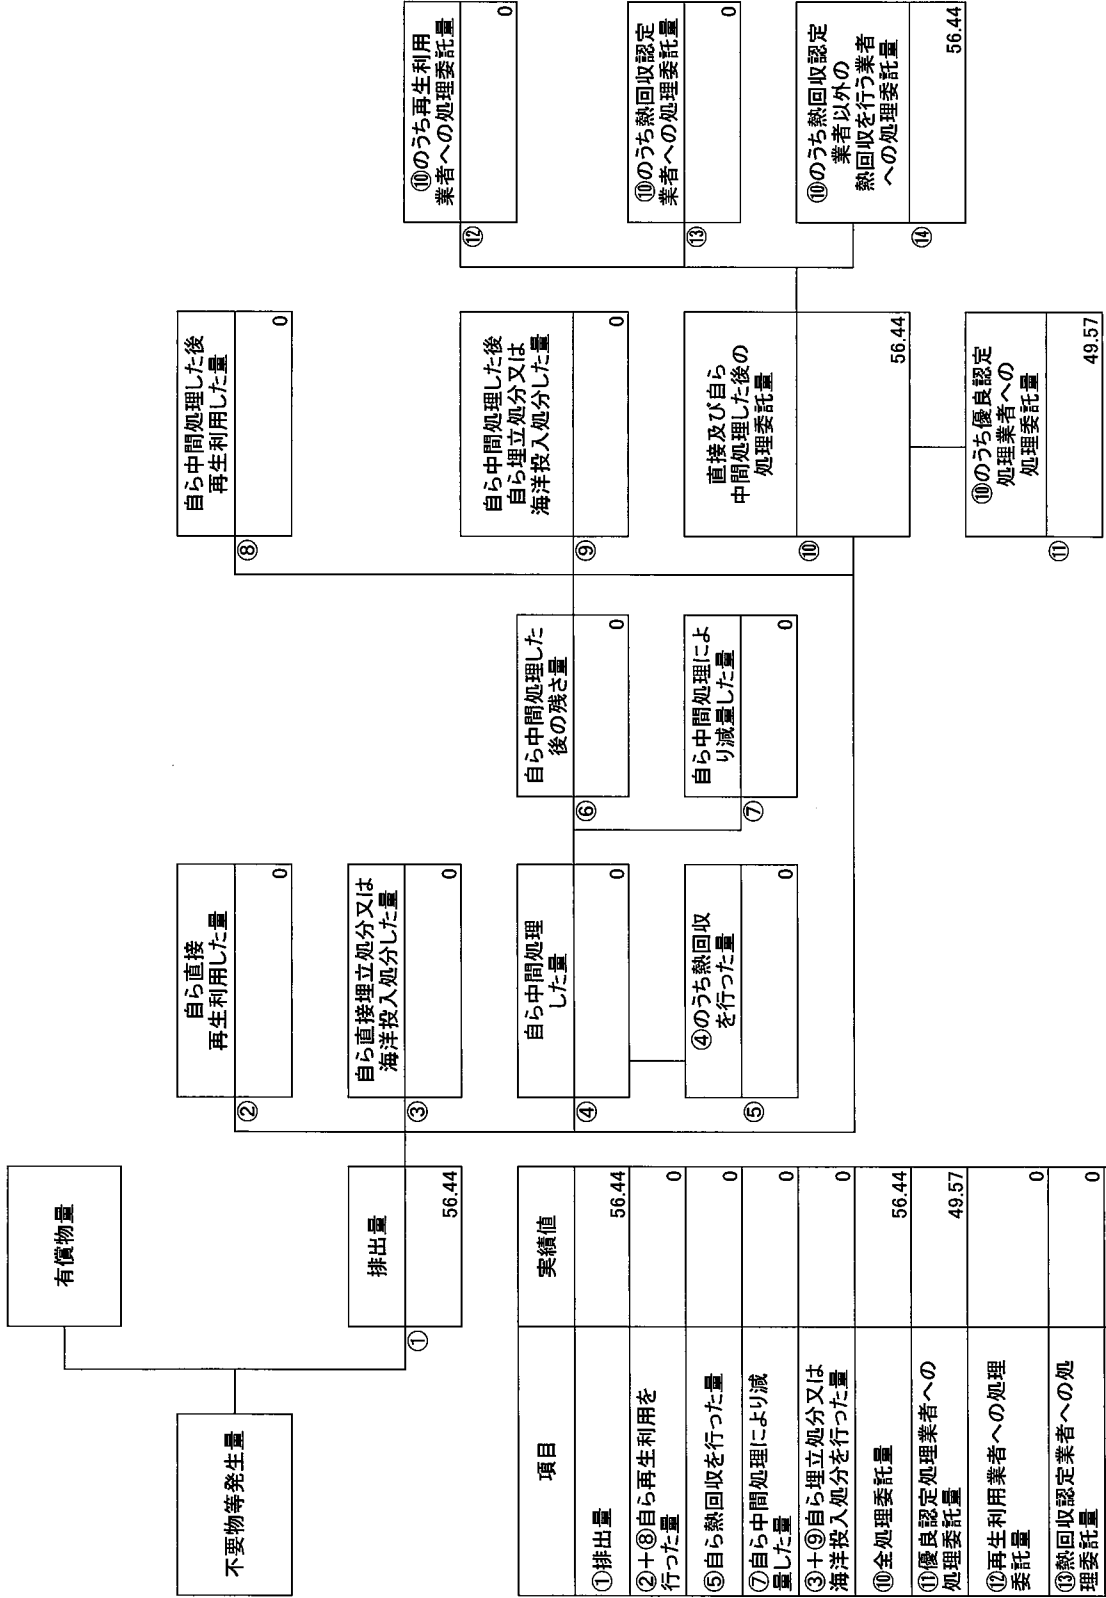 不要物等発生量
有償物量
①
排出量
56.44
②
自ら直接
再生利用した量
0
③
自ら直接埋立処分又は
海洋投入処分した量
0
④
自ら中間処理
した量
0
⑤
④のうち熱回収
を行った量
0
⑥
自ら中間処理した
後の残さ量
0
⑦
自ら中間処理によ
り減量した量
0
⑧
自ら中間処理した後
再生利用した量
0
⑨
自ら中間処理した後
自ら埋立処分又は
海洋投入処分した量
0
⑩
直接及び自ら
中間処理した後の
処理委託量
56.44
⑪
⑩のうち優良認定
処理業者への
処理委託量
49.57
⑫
⑩のうち再生利用
業者への処理委託量
0
⑬
⑩のうち熱回収認定
業者への処理委託量
0
⑭
⑩のうち熱回収認定
業者以外の
熱回収を行う業者
への処理委託量
56.44
項目
実績値
①排出量
56.44
②+⑧自ら再生利用を
行った量
0
⑤自ら熱回収を行った量
0
⑦自ら中間処理により減
量した量
0
③+⑨自ら埋立処分又は
海洋投入処分を行った量
0
⑩全処理委託量
56.44
⑪優良認定処理業者への
処理委託量
49.57
⑫再生利用業者への処理
委託量
0
⑬熱回収認定業者への処
理委託量
0